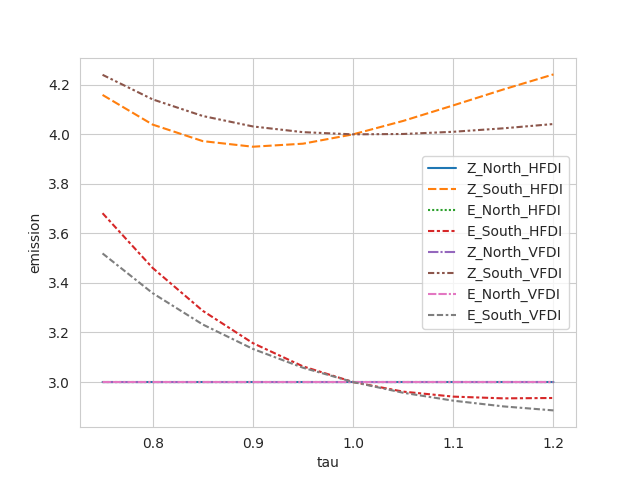 4.2
4.0
3.8
3.6
3.4
3.2
3.0
emission
0.8 0.9 1.0 1.1 1.2
tau
Z_North_HFDI
Z_South_HFDI
E_North_HFDI
E_South_HFDI
Z_North_VFDI
Z_South_VFDI
E_North_VFDI
E_South_VFDI